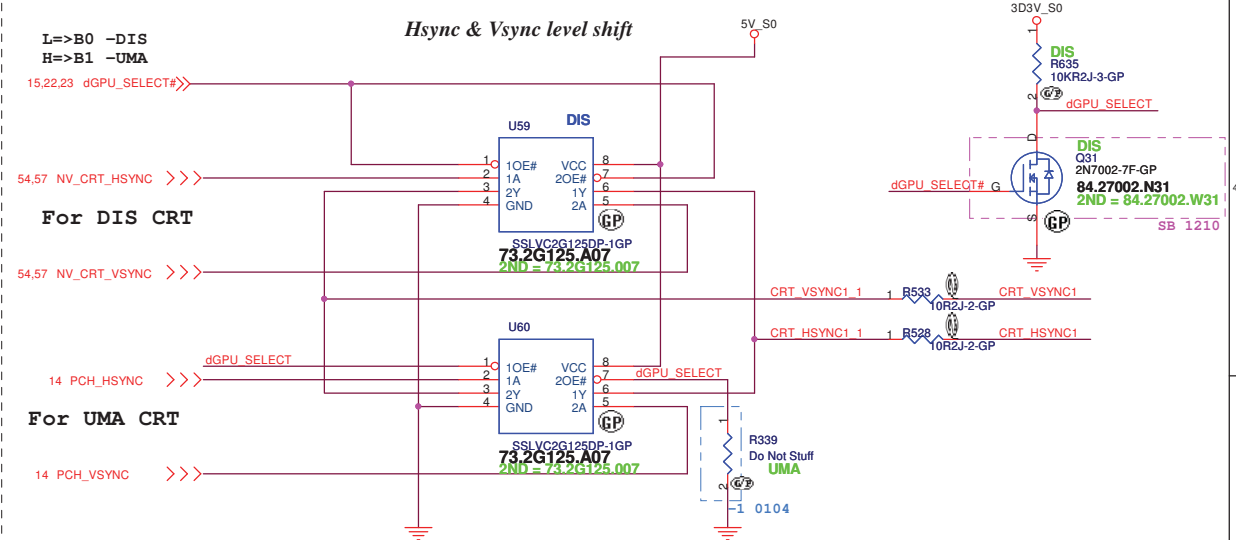 Hsync & Vsync level shift
L=>B0 -DIS
H=>B1 -UMA
15,22,23 dGPU_SELECT#
5V_S0
3D3V_S0
1
DIS
R635
10KR2J-3-GP
2
G/P
dGPU_SELECT
U59
DIS
1 1OE# VCC 8
2 1A 2OE# 7
3 2Y 1Y 6
4 GND 2A 5
GP
SSLVC2G125DP-1GP
73.2G125.A07
2ND = 73.2G125.007
54,57 NV_CRT_HSYNC
For DIS CRT
54,57 NV_CRT_VSYNC
D
DIS
Q31
2N7002-7F-GP
84.27002.N31
2ND = 84.27002.W31
dGPU_SELECT# G
S
GP
SB 1210
4
CRT_VSYNC1_1 1 R533 CRT_VSYNC1
10R2J-2-GP
CRT_HSYNC1_1 1 R528 CRT_HSYNC1
10R2J-2-GP
U60
dGPU_SELECT
1 1OE# VCC 8
2 1A 2OE# 7
3 2Y 1Y 6
4 GND 2A 5
dGPU_SELECT
GP
SSLVC2G125DP-1GP
73.2G125.A07
2ND = 73.2G125.007
14 PCH_HSYNC
For UMA CRT
14 PCH_VSYNC
1
R339
Do Not Stuff
UMA
2
G/P
-1 0104